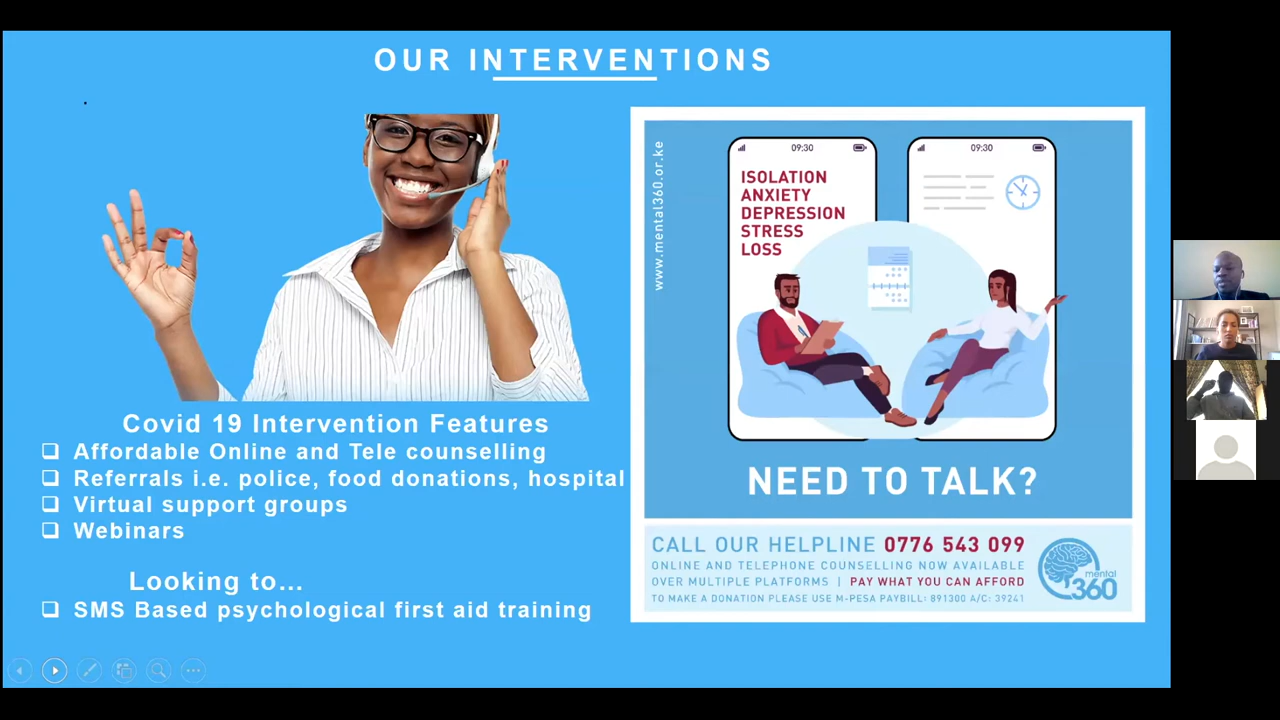 OUR INTERVENTIONS
Covid 19 Intervention Features
❑ Affordable Online and Tele counselling
❑ Referrals i.e. police, food donations, hospital
❑ Virtual support groups
❑ Webinars
Looking to...
❑ SMS Based psychological first aid training
www.mental360.or.ke
09:30
ISOLATION
ANXIETY
DEPRESSION
STRESS
LOSS
09:30
NEED TO TALK?
CALL OUR HELPLINE 0776 543 099
ONLINE AND TELEPHONE COUNSELLING NOW AVAILABLE
OVER MULTIPLE PLATFORMS | PAY WHAT YOU CAN AFFORD
TO MAKE A DONATION PLEASE USE M-PESA PAYBILL: 891300 A/C: 39241
mental
360